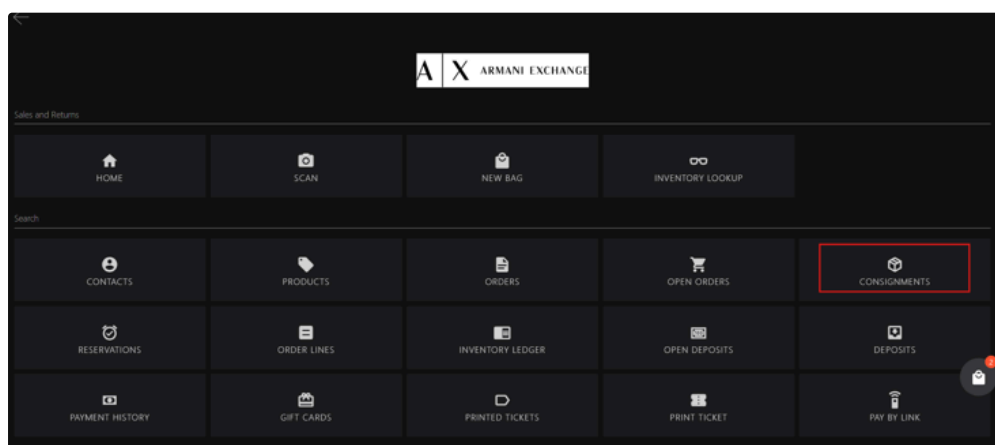 A X ARMANI EXCHANGE
Sales and Returns
HOME SCAN NEW BAG INVENTORY LOOKUP
Search
CONTACTS PRODUCTS ORDERS OPEN ORDERS CONSIGNMENTS
RESERVATIONS ORDER LINES INVENTORY LEDGER OPEN DEPOSITS DEPOSITS
2
PAYMENT HISTORY GIFT CARDS PRINTED TICKETS PRINT TICKET PAY BY LINK